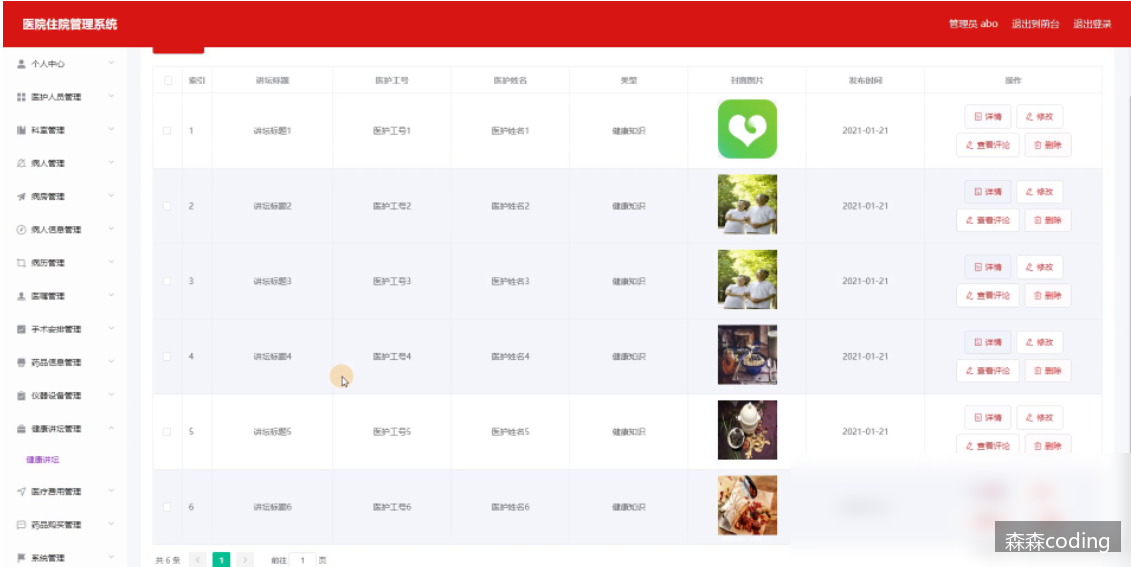 医院住院管理系统
管理员 abo 退出到前台 退出登录
个人中心
医护人员管理
科室管理
病人管理
病房管理
病人信息管理
病历管理
医嘱管理
手术安排管理
药品信息管理
仪器设备管理
健康讲坛管理
健康讲坛
医疗费用管理
药品购买管理
系统管理
索引 讲坛标题 医护工号 医护姓名 类型 封面图片 发布时间 操作
1 讲坛标题1 医护工号1 医护姓名1 健康知识 2021-01-21 详情 修改
查看评论 删除
2 讲坛标题2 医护工号2 医护姓名2 健康知识 2021-01-21 详情 修改
查看评论 删除
3 讲坛标题3 医护工号3 医护姓名3 健康知识 2021-01-21 详情 修改
查看评论 删除
4 讲坛标题4 医护工号4 医护姓名4 健康知识 2021-01-21 详情 修改
查看评论 删除
5 讲坛标题5 医护工号5 医护姓名5 健康知识 2021-01-21 详情 修改
查看评论 删除
6 讲坛标题6 医护工号6 医护姓名6 健康知识
共 6 条 1 前往 1 页
森森coding